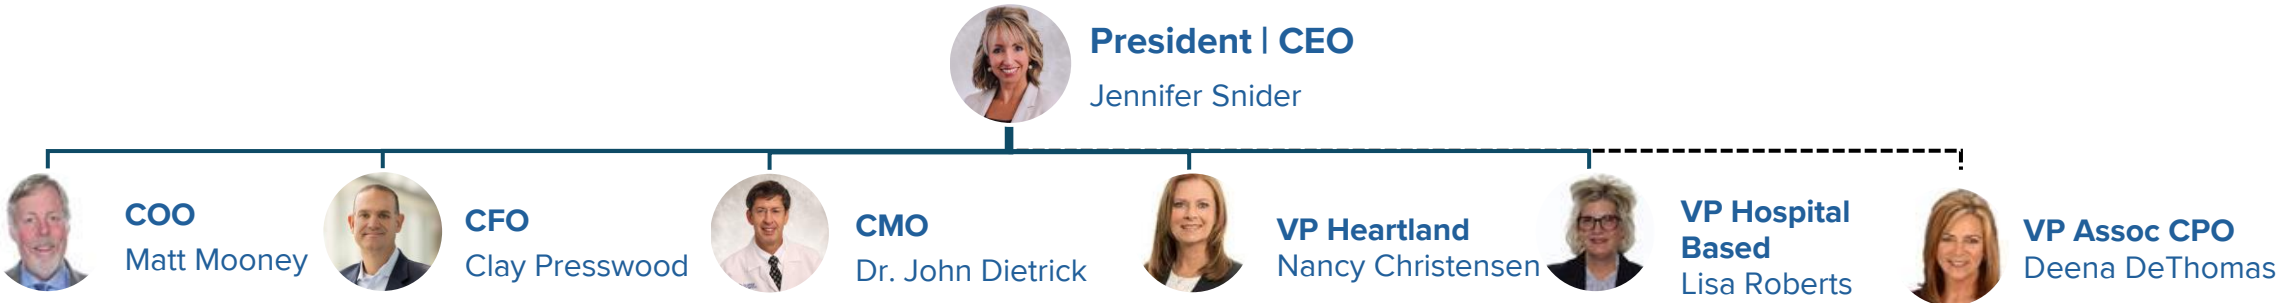 President | CEO
Jennifer Snider
COO
Matt Mooney
CFO
Clay Presswood
CMO
Dr. John Dietrick
VP Heartland
Nancy Christensen
VP Hospital
Based
Lisa Roberts
VP Assoc CPO
Deena DeThomas